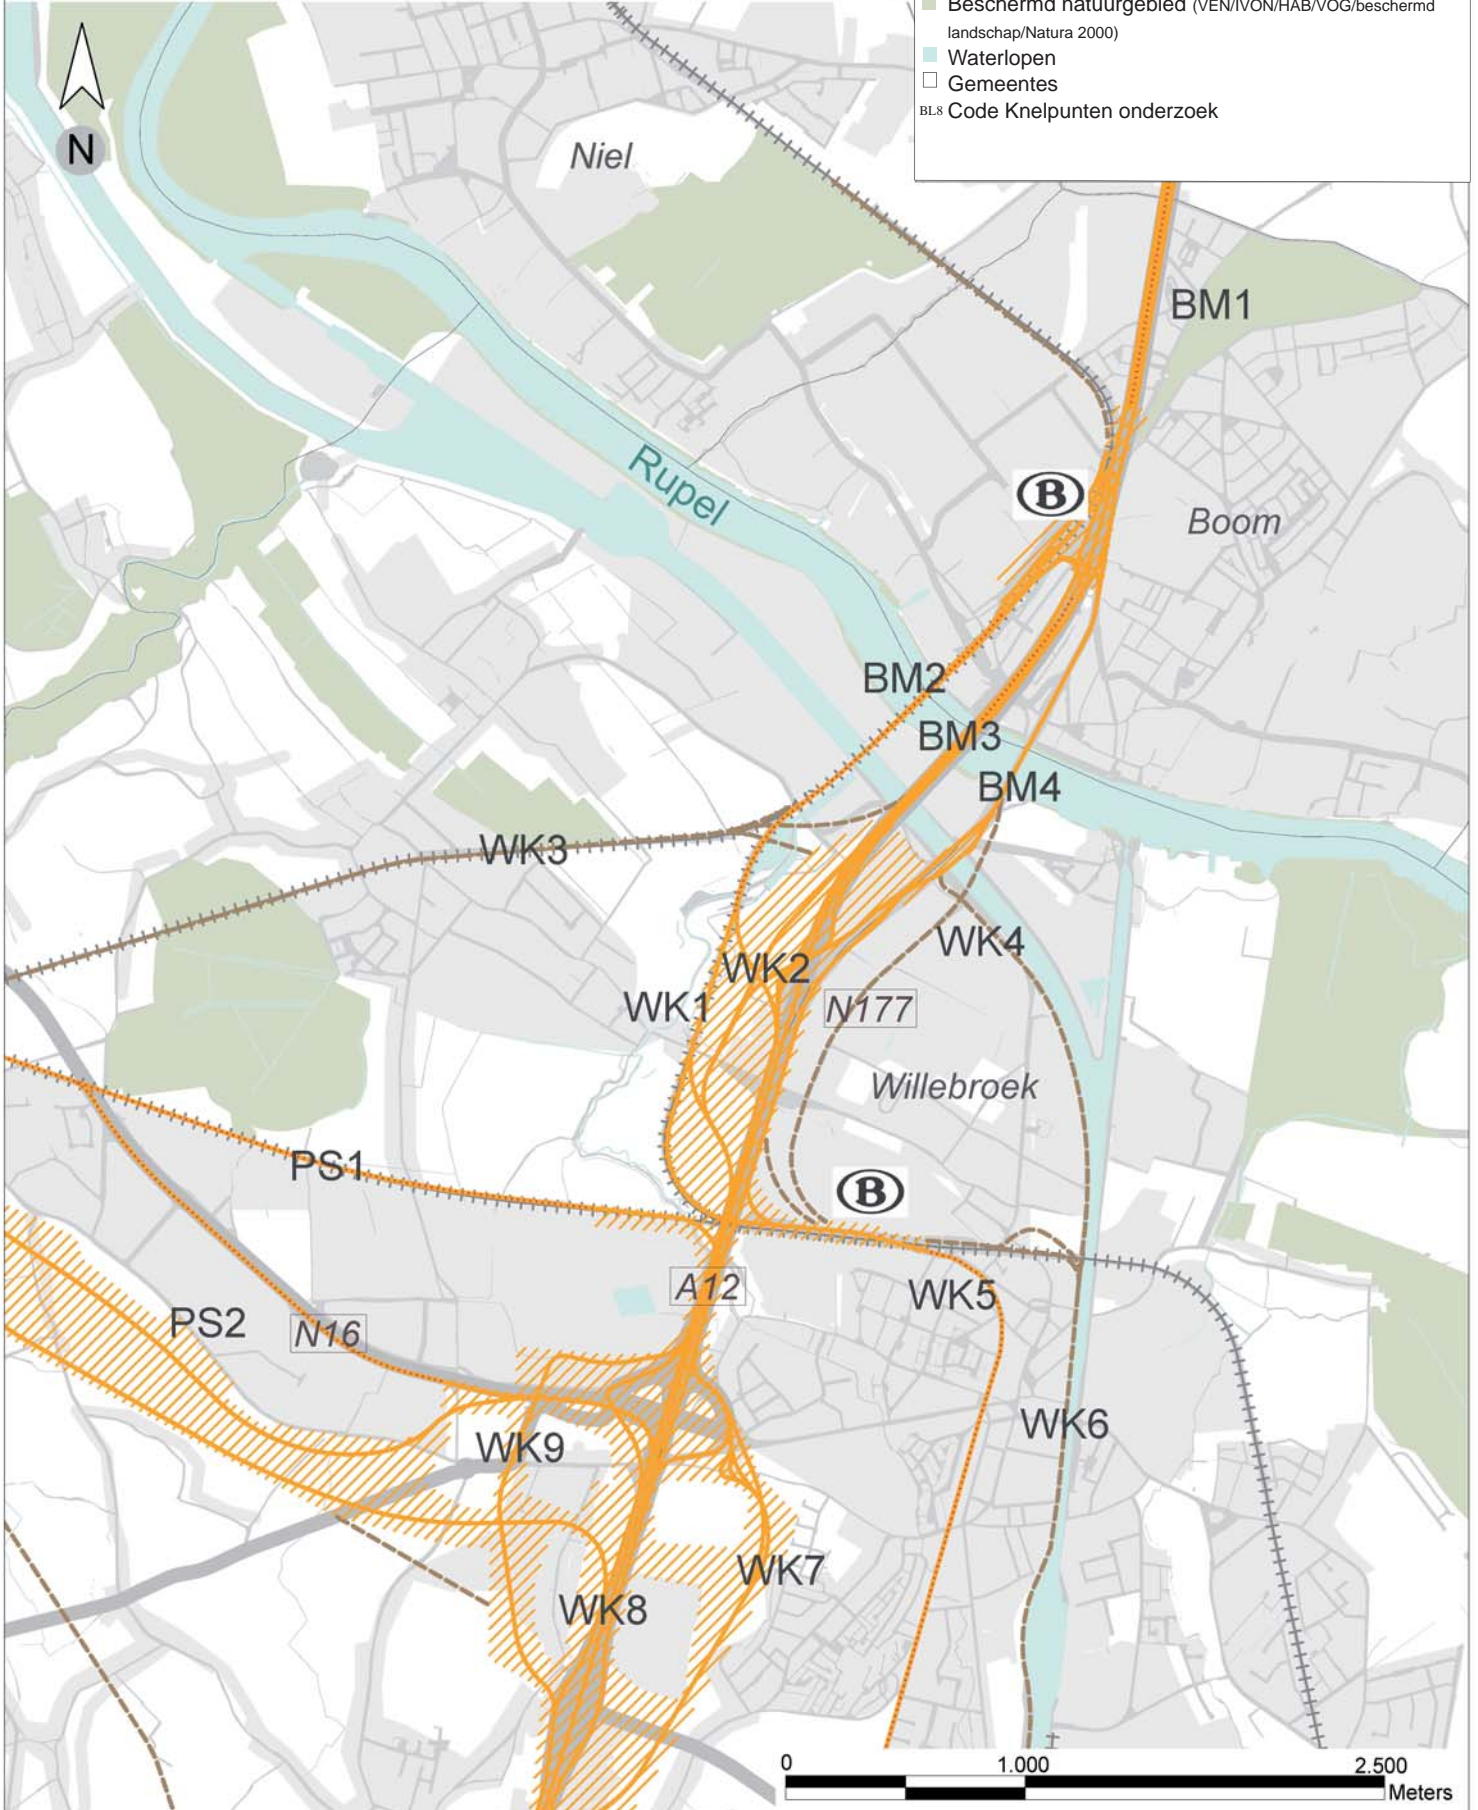 Beschermd natuurgebied (VEN/IVON/HAB/VOG/beschermd
landschap/Natura 2000)
Waterlopen
Gemeentes
BL8 Code Knelpunten onderzoek
N
Niel
BM1
Rupel
B
Boom
BM2
BM3
BM4
WK3
WK4
WK2
WK1
N177
Willebroek
PS1
B
A12
WK5
PS2
N16
WK6
WK9
WK7
WK8
0 1.000 2.500
Meters